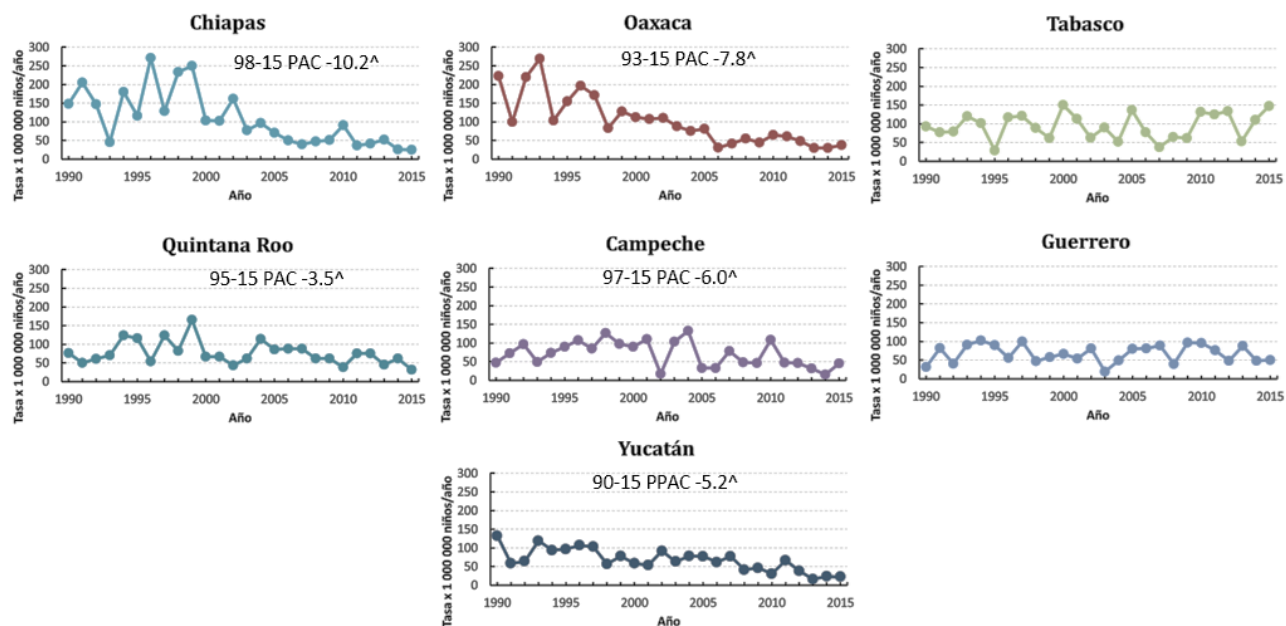 Chiapas
98-15 PAC -10.2^
Tasa x 1 000 000 niños/año
300
250
200
150
100
50
0
1990 1995 2000 2005 2010 2015
Año
Oaxaca
93-15 PAC -7.8^
Tasa x 1 000 000 niños/año
300
250
200
150
100
50
0
1990 1995 2000 2005 2010 2015
Año
Tabasco
Tasa x 1 000 000 niños/año
300
250
200
150
100
50
0
1990 1995 2000 2005 2010 2015
Año
Quintana Roo
95-15 PAC -3.5^
Tasa x 1 000 000 niños/año
300
250
200
150
100
50
0
1990 1995 2000 2005 2010 2015
Año
Campeche
97-15 PAC -6.0^
Tasa x 1 000 000 niños/año
300
250
200
150
100
50
0
1990 1995 2000 2005 2010 2015
Año
Guerrero
Tasa x 1 000 000 niños/año
300
250
200
150
100
50
0
1990 1995 2000 2005 2010 2015
Año
Yucatán
90-15 PPAC -5.2^
Tasa x 1 000 000 niños/año
300
250
200
150
100
50
0
1990 1995 2000 2005 2010 2015
Año